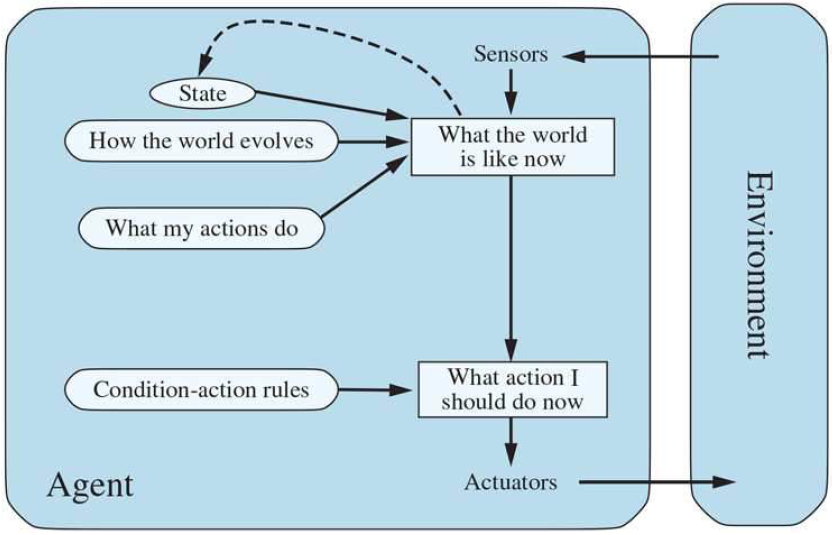 Sensors
State
How the world evolves
What the world
is like now
What my actions do
Environment
Condition-action rules
What action I
should do now
Agent
Actuators